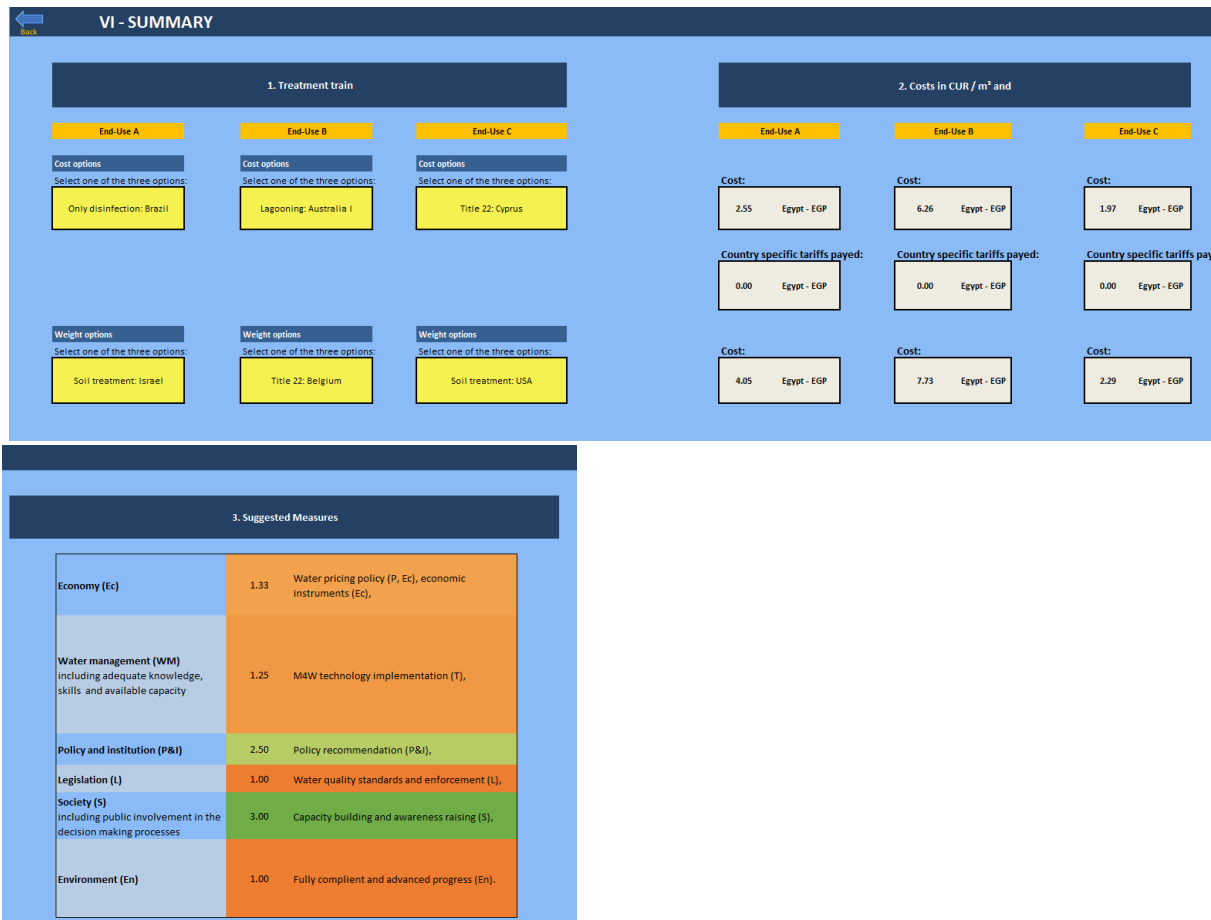 Back
VI - SUMMARY
1. Treatment train
2. Costs in CUR / m³ and
End-Use A
End-Use B
End-Use C
End-Use A
End-Use B
End-Use C
Cost options
Cost options
Cost options
Select one of the three options:
Select one of the three options:
Select one of the three options:
Cost:
Cost:
Cost:
Only disinfection: Brazil
Lagooning: Australia I
Title 22: Cyprus
2.55 Egypt - EGP
6.26 Egypt - EGP
1.97 Egypt - EGP
Country specific tariffs payed:
Country specific tariffs payed:
Country specific tariffs pay
0.00 Egypt - EGP
0.00 Egypt - EGP
0.00 Egypt - EGP
Weight options
Weight options
Weight options
Select one of the three options:
Select one of the three options:
Select one of the three options:
Cost:
Cost:
Cost:
Soil treatment: Israel
Title 22: Belgium
Soil treatment: USA
4.05 Egypt - EGP
7.73 Egypt - EGP
2.29 Egypt - EGP
3. Suggested Measures
Economy (Ec)
1.33
Water pricing policy (P, Ec), economic
instruments (Ec),
Water management (WM)
including adequate knowledge,
skills and available capacity
1.25
M4W technology implementation (T),
Policy and institution (P&I)
2.50
Policy recommendation (P&I),
Legislation (L)
1.00
Water quality standards and enforcement (L),
Society (S)
including public involvement in the
decision making processes
3.00
Capacity building and awareness raising (S),
Environment (En)
1.00
Fully complient and advanced progress (En).